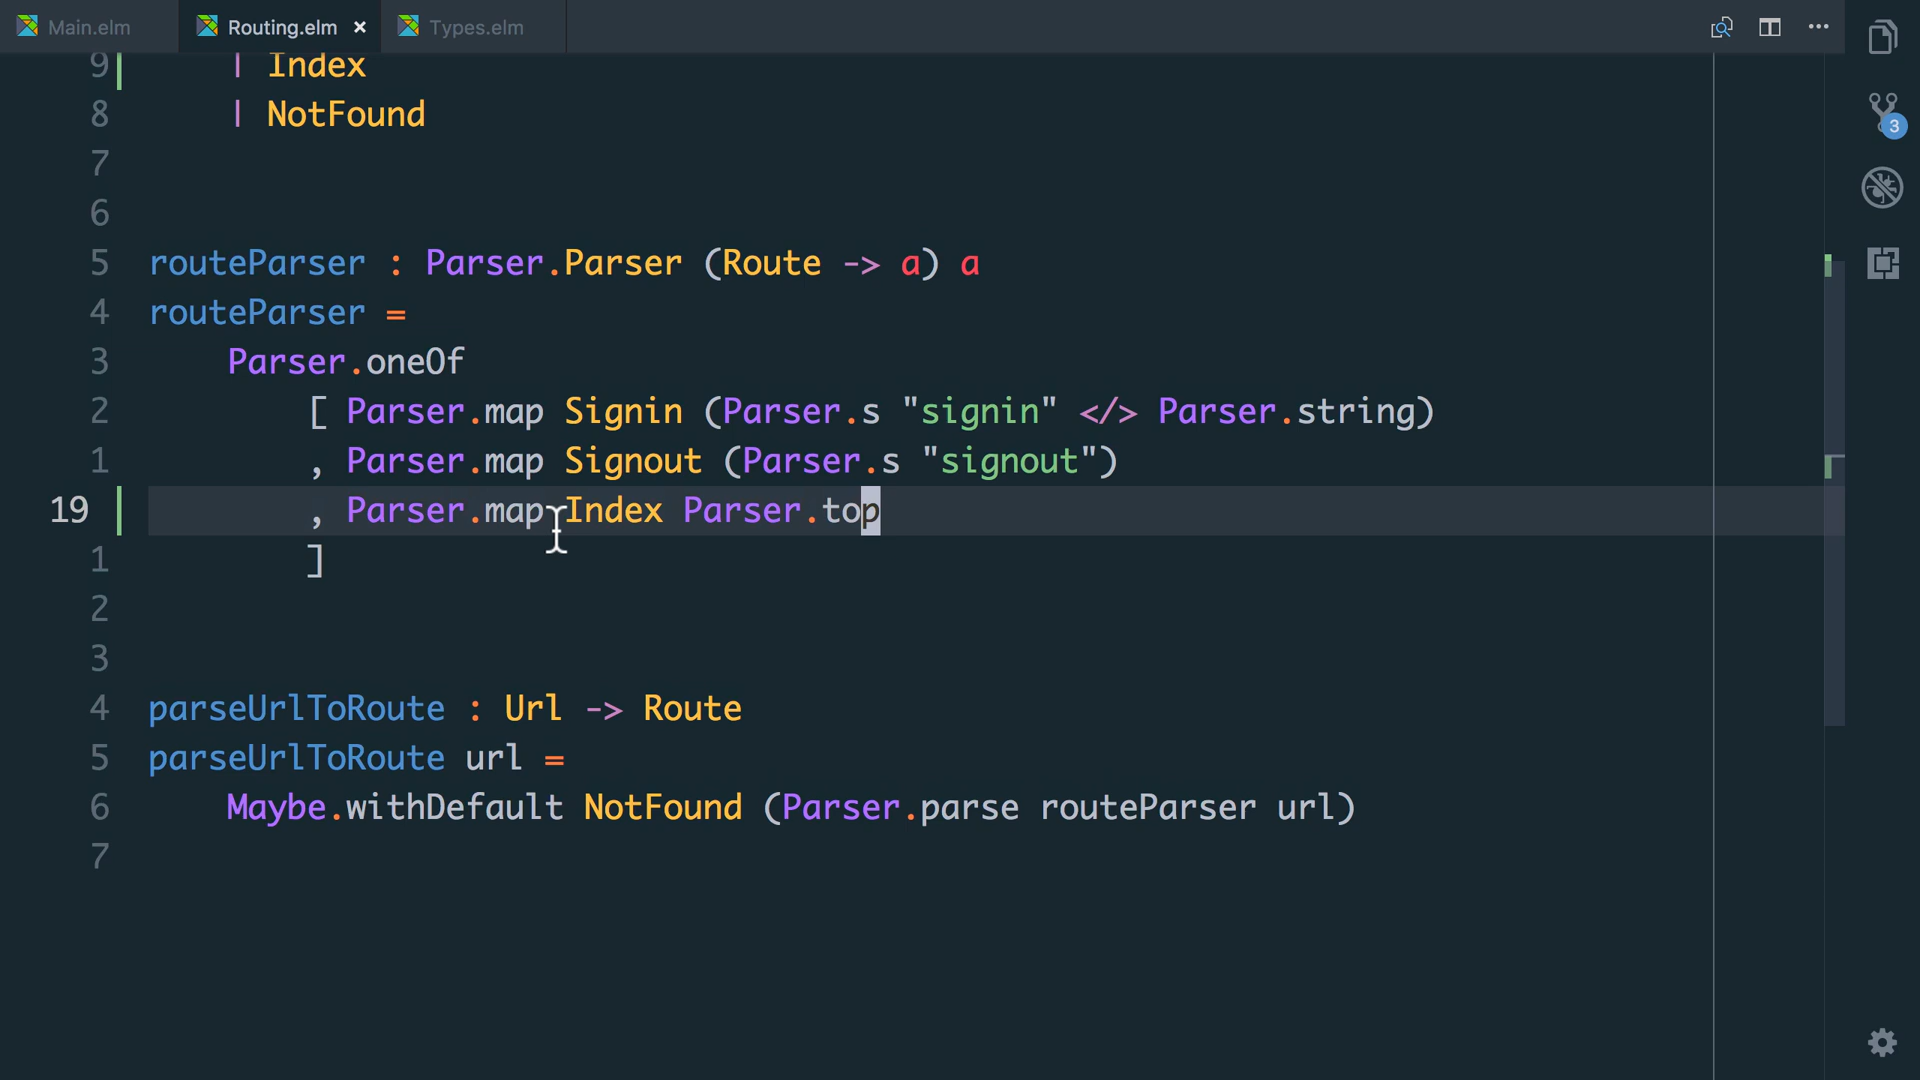 Main.elm Routing.elm × Types.elm
9 | Index
8 | NotFound
7
6
5 routeParser : Parser.Parser (Route -> a) a
4 routeParser =
3 Parser.oneOf
2 [ Parser.map Signin (Parser.s "signin" </> Parser.string)
1 , Parser.map Signout (Parser.s "signout")
19 , Parser.map Index Parser.top
1 ]
2
3
4 parseUrlToRoute : Url -> Route
5 parseUrlToRoute url =
6 Maybe.withDefault NotFound (Parser.parse routeParser url)
7
3